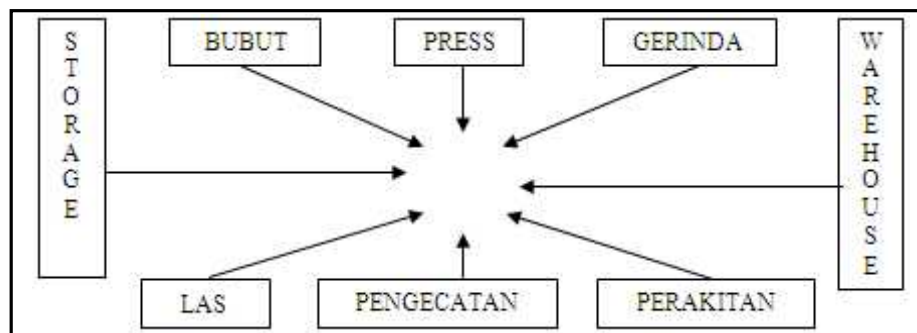 STORAGE
BUBUT
PRESS
GERINDA
WAREHOUSE
LAS
PENGECATAN
PERAKITAN